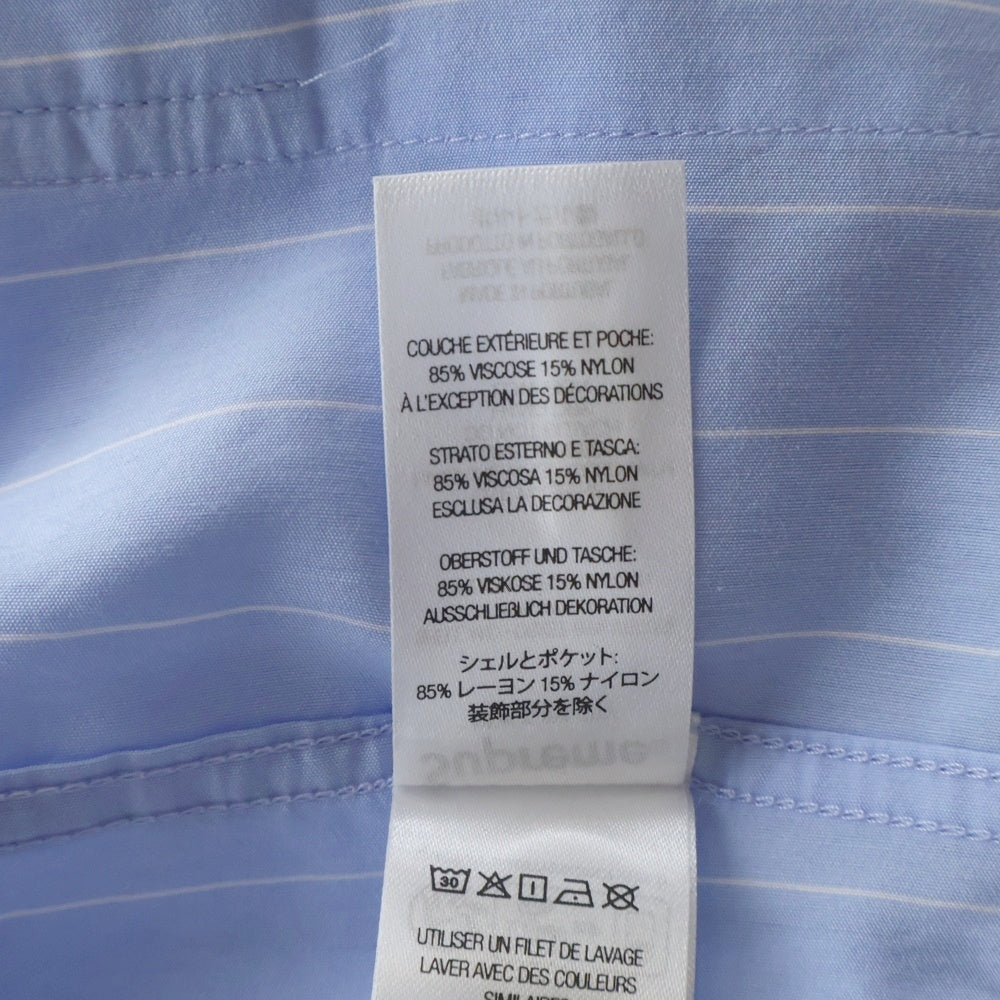 COUCHE EXTÉRIEURE ET POCHE:
85% VISCOSE 15% NYLON
À L'EXCEPTION DES DÉCORATIONS
STRATO ESTERNO E TASCA:
85% VISCOSA 15% NYLON
ESCLUSA LA DECORAZIONE
OBERSTOFF UND TASCHE:
85% VISKOSE 15% NYLON
AUSSCHLIEßLICH DEKORATION
シェルとポケット:
85% レーヨン 15% ナイロン
装飾部分を除く
Supreme
30
UTILISER UN FILET DE LAVAGE
LAVER AVEC DES COULEURS